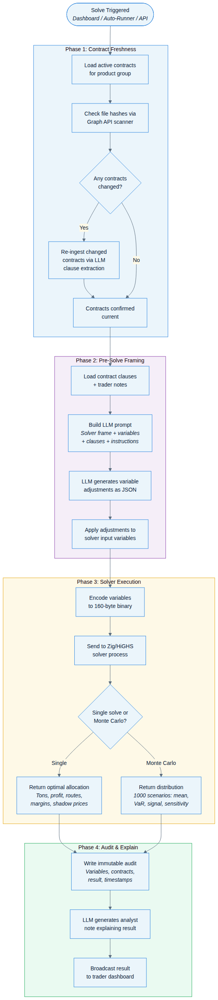 Solve Triggered
Dashboard / Auto-Runner / API
Phase 1: Contract Freshness
Load active contracts
for product group
Check file hashes via
Graph API scanner
Any contracts
changed?
Yes
Re-ingest changed
contracts via LLM
clause extraction
No
Contracts confirmed
current
Phase 2: Pre-Solve Framing
Load contract clauses
+ trader notes
Build LLM prompt
Solver frame + variables
+ clauses + instructions
LLM generates variable
adjustments as JSON
Apply adjustments to
solver input variables
Phase 3: Solver Execution
Encode variables
to 160-byte binary
Send to Zig/HiGHS
solver process
Single solve or
Monte Carlo?
Single
Monte Carlo
Return optimal allocation
Tons, profit, routes,
margins, shadow prices
Return distribution
1000 scenarios: mean,
VaR, signal, sensitivity
Phase 4: Audit & Explain
Write immutable audit
Variables, contracts,
result, timestamps
LLM generates analyst
note explaining result
Broadcast result
to trader dashboard